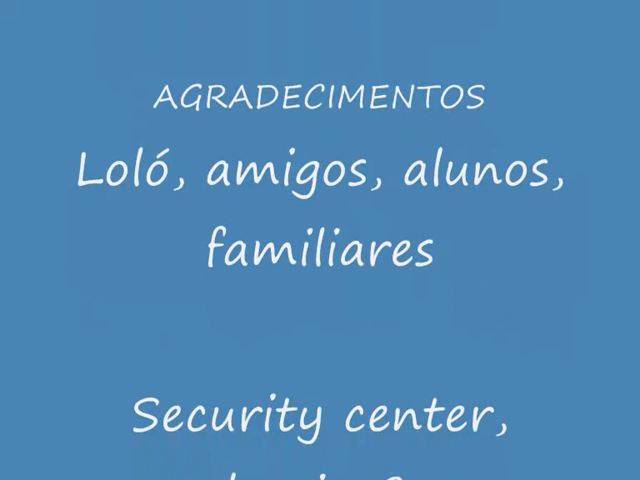 AGRADECIMENTOS
Loló, amigos, alunos,
familiares
Security center,